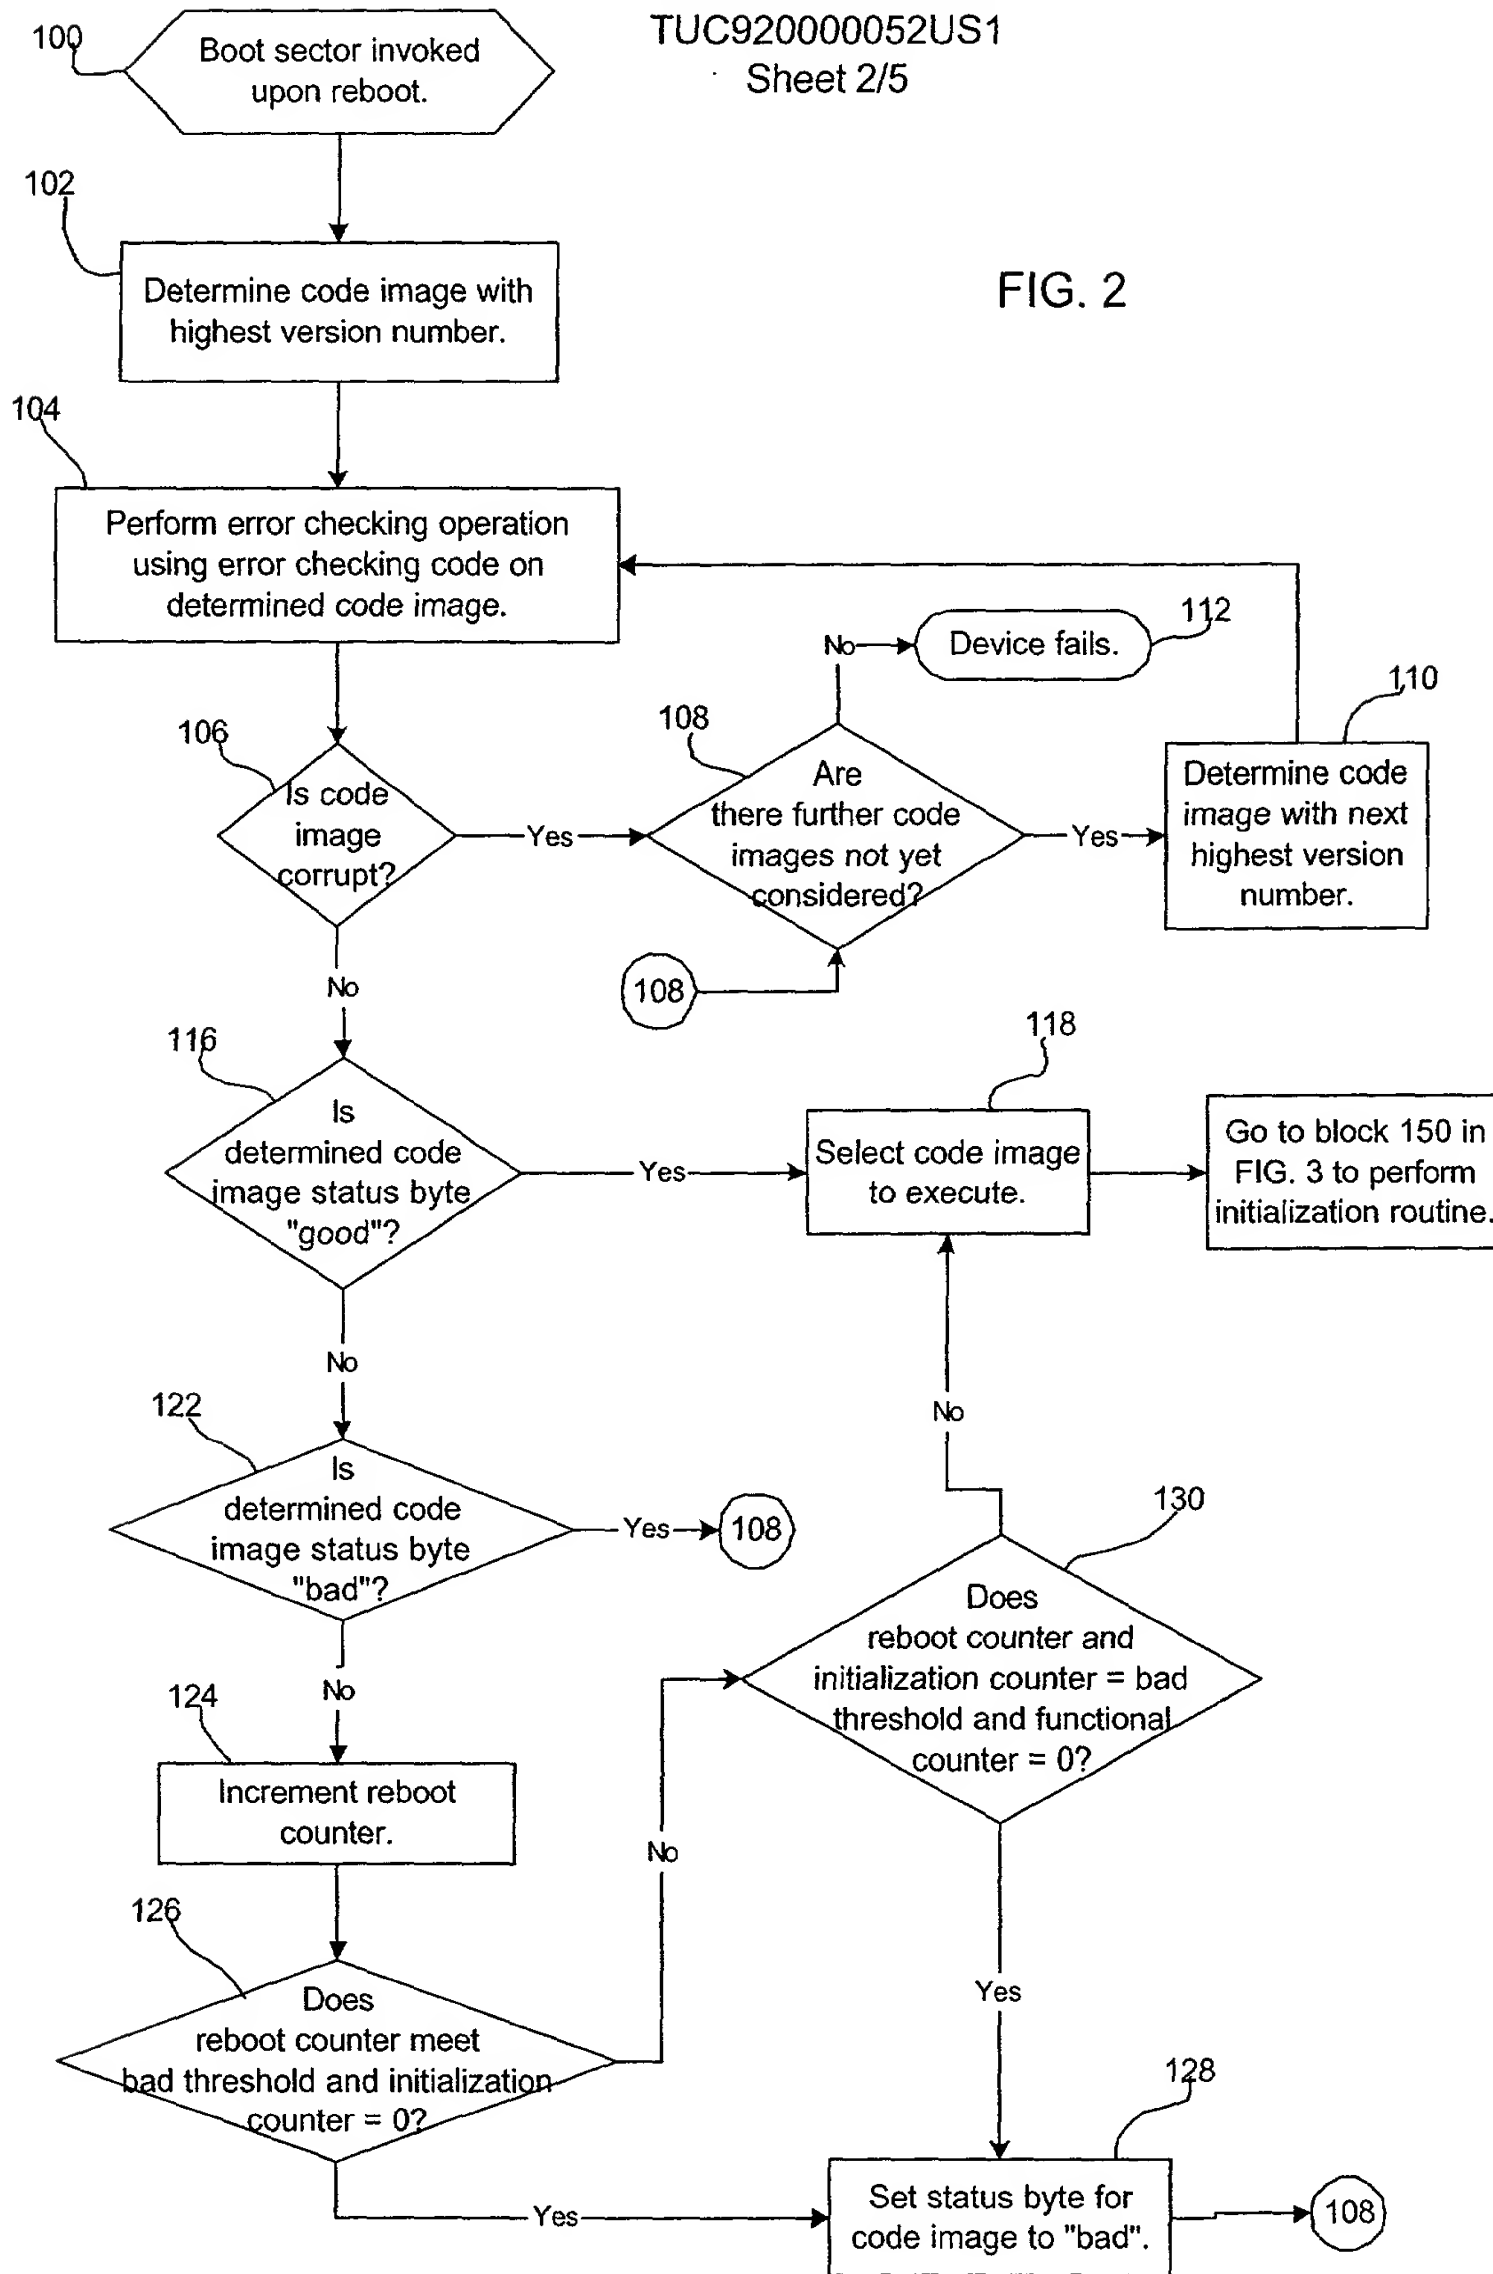 TUC920000052US1
Sheet 2/5
100
Boot sector invoked
upon reboot.
102
Determine code image with
highest version number.
FIG. 2
104
Perform error checking operation
using error checking code on
determined code image.
112
No
Device fails.
110
106
108
Is code
image
corrupt?
Yes
Are
there further code
images not yet
considered?
Yes
Determine code
image with next
highest version
number.
No
108
116
118
Is
determined code
image status byte
"good"?
Yes
Select code image
to execute.
Go to block 150 in
FIG. 3 to perform
initialization routine.
No
No
122
Is
determined code
image status byte
"bad"?
Yes
108
130
Does
reboot counter and
initialization counter = bad
threshold and functional
counter = 0?
No
124
Increment reboot
counter.
No
126
Does
reboot counter meet
bad threshold and initialization
counter = 0?
Yes
128
Yes
Set status byte for
code image to "bad".
108